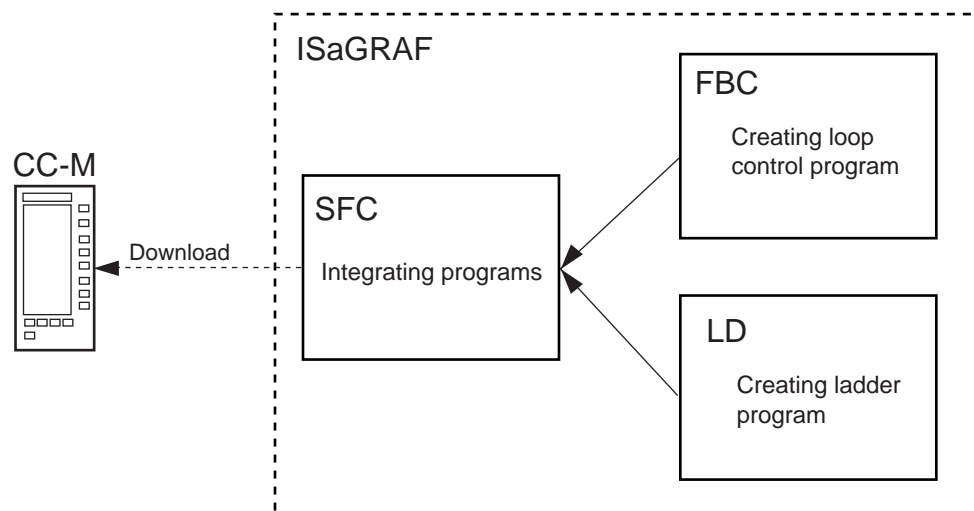 ISaGRAF
FBC
Creating loop
control program
CC-M
SFC
Download
Integrating programs
LD
Creating ladder
program